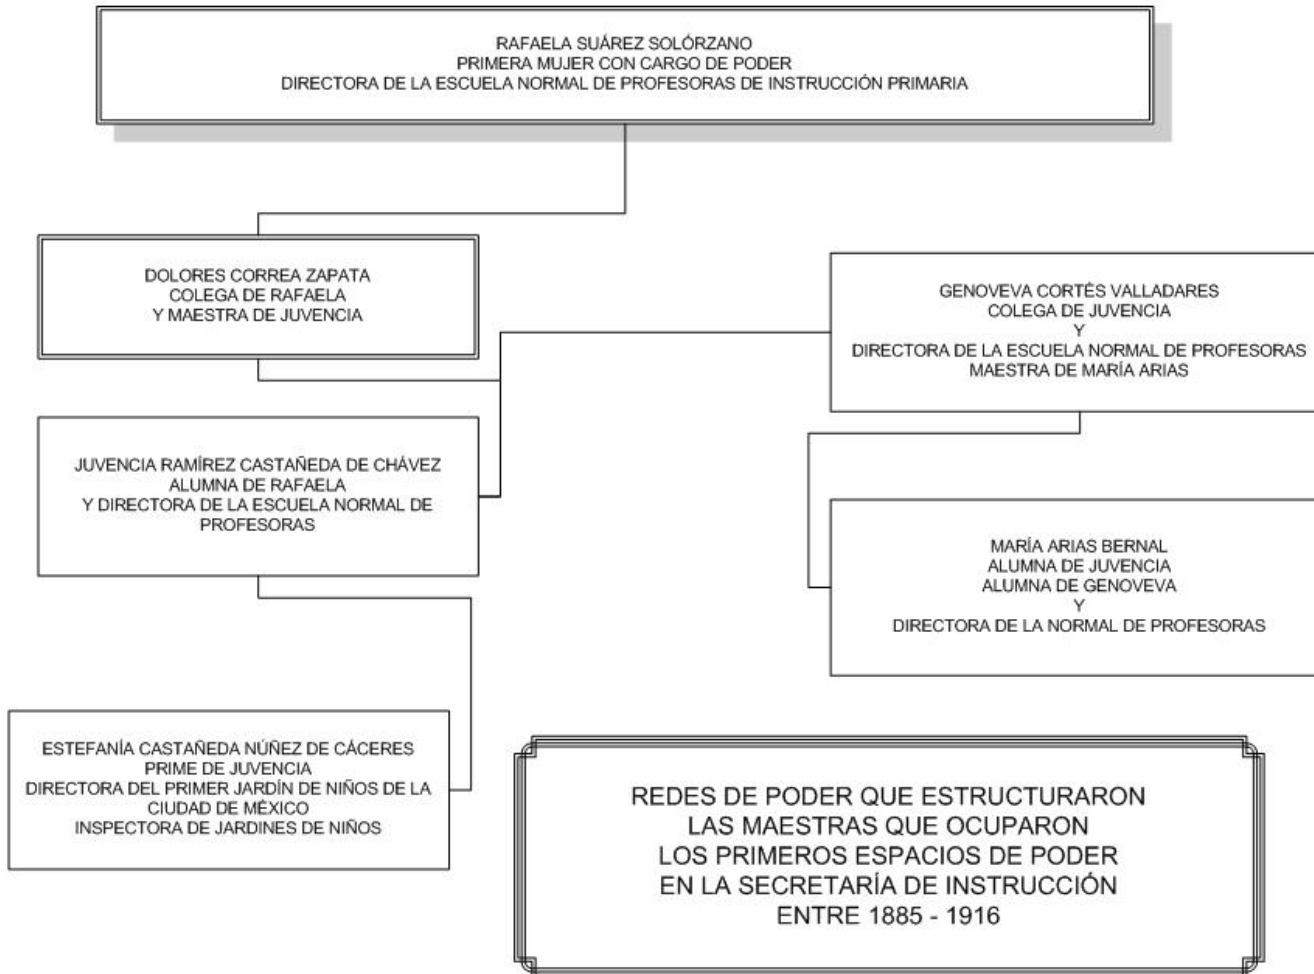 RAFAELA SUÁREZ SOLÓRZANO
PRIMERA MUJER CON CARGO DE PODER
DIRECTORA DE LA ESCUELA NORMAL DE PROFESORAS DE INSTRUCCIÓN PRIMARIA
DOLORES CORREA ZAPATA
COLEGA DE RAFAELA
Y MAESTRA DE JUVENCIA
GENOVEVA CORTÉS VALLADARES
COLEGA DE JUVENCIA
Y
DIRECTORA DE LA ESCUELA NORMAL DE PROFESORAS
MAESTRA DE MARÍA ARIAS
JUVENCIA RAMÍREZ CASTAÑEDA DE CHÁVEZ
ALUMNA DE RAFAELA
Y DIRECTORA DE LA ESCUELA NORMAL DE
PROFESORAS
MARÍA ARIAS BERNAL
ALUMNA DE JUVENCIA
ALUMNA DE GENOVEVA
Y
DIRECTORA DE LA NORMAL DE PROFESORAS
ESTEFANÍA CASTAÑEDA NÚÑEZ DE CÁCERES
PRIME DE JUVENCIA
DIRECTORA DEL PRIMER JARDÍN DE NIÑOS DE LA
CIUDAD DE MÉXICO
INSPECTORA DE JARDINES DE NIÑOS
REDES DE PODER QUE ESTRUCTURARON
LAS MAESTRAS QUE OCUPARON
LOS PRIMEROS ESPACIOS DE PODER
EN LA SECRETARÍA DE INSTRUCCIÓN
ENTRE 1885 - 1916